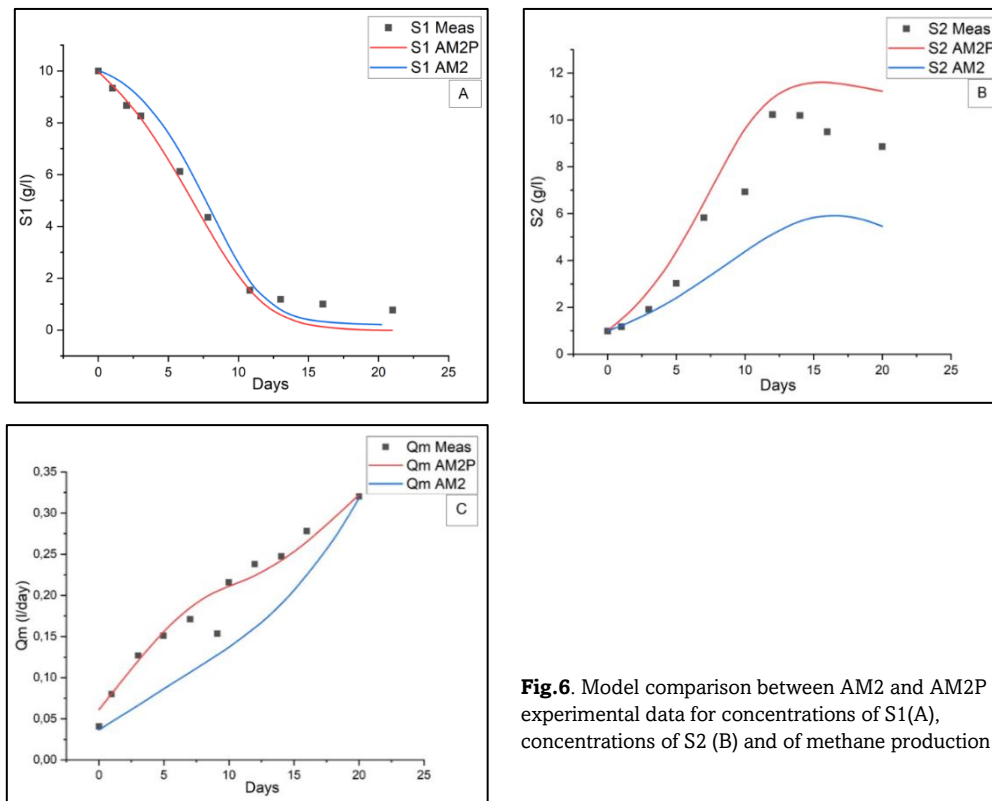 S1 Meas
S1 AM2P
S1 AM2
A
10
8
6
4
2
0
S1 (g/l)
0 5 10 15 20 25
Days
S2 Meas
S2 AM2P
S2 AM2
B
12
10
8
6
4
2
0
S2 (g/l)
0 5 10 15 20 25
Days
Qm Meas
Qm AM2P
Qm AM2
C
0,35
0,30
0,25
0,20
0,15
0,10
0,05
0,00
Qm (l/day)
0 5 10 15 20 25
Days
Fig.6. Model comparison between AM2 and AM2P
experimental data for concentrations of S1(A),
concentrations of S2 (B) and of methane production